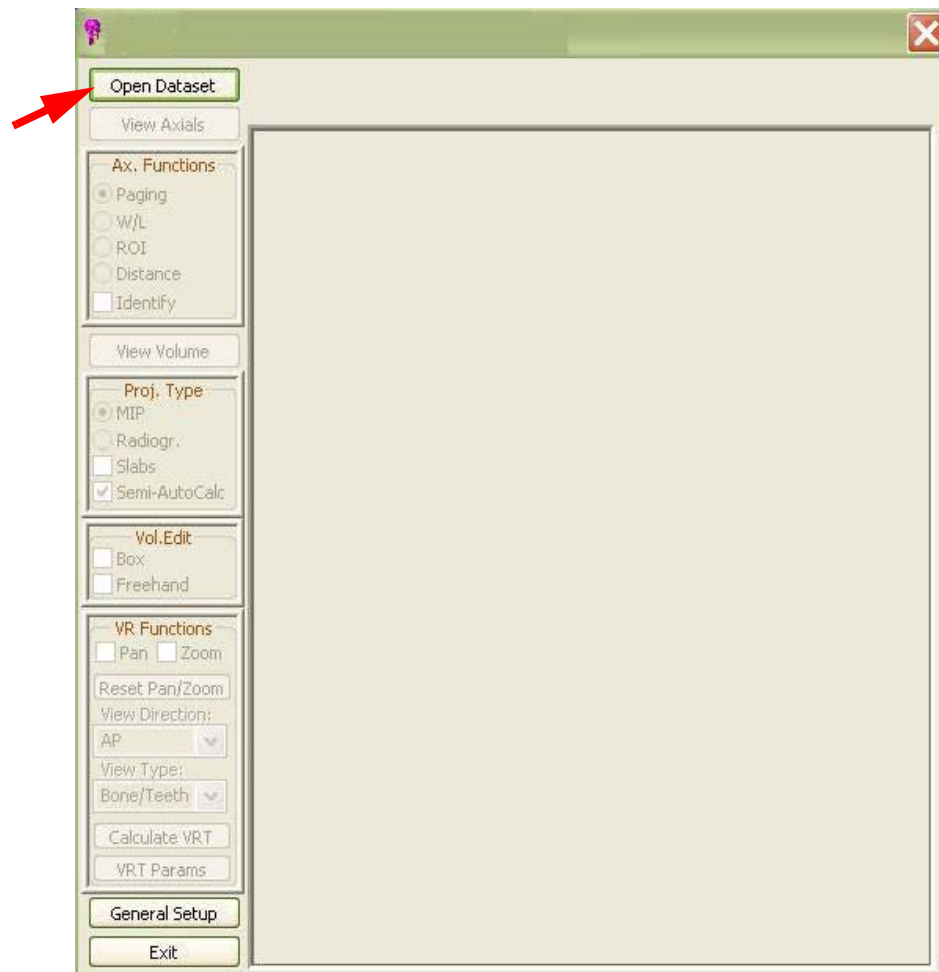 Open Dataset
View Axials
Ax. Functions
Paging
W/L
ROI
Distance
Identify
View Volume
Proj. Type
MIP
Radiogr.
Slabs
Semi-AutoCalc
Vol.Edit
Box
Freehand
VR Functions
Pan Zoom
Reset Pan/Zoom
View Direction:
AP
View Type:
Bone/Teeth
Calculate VRT
VRT Params
General Setup
Exit